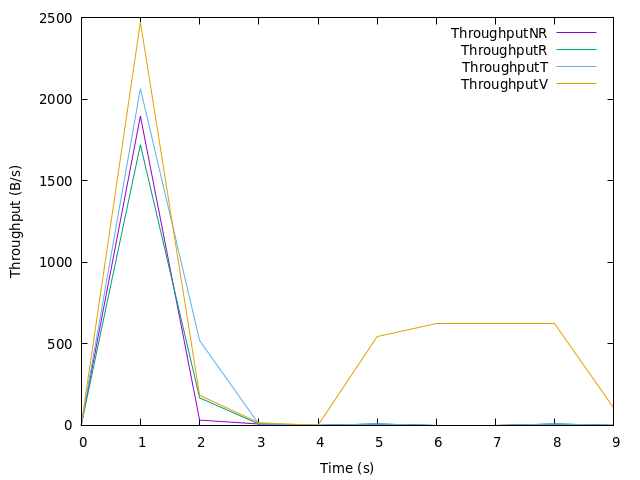 2500
2000
1500
1000
500
0
Throughput (B/s)
ThroughputNR
ThroughputR
ThroughputT
ThroughputV
0 1 2 3 4 5 6 7 8 9
Time (s)